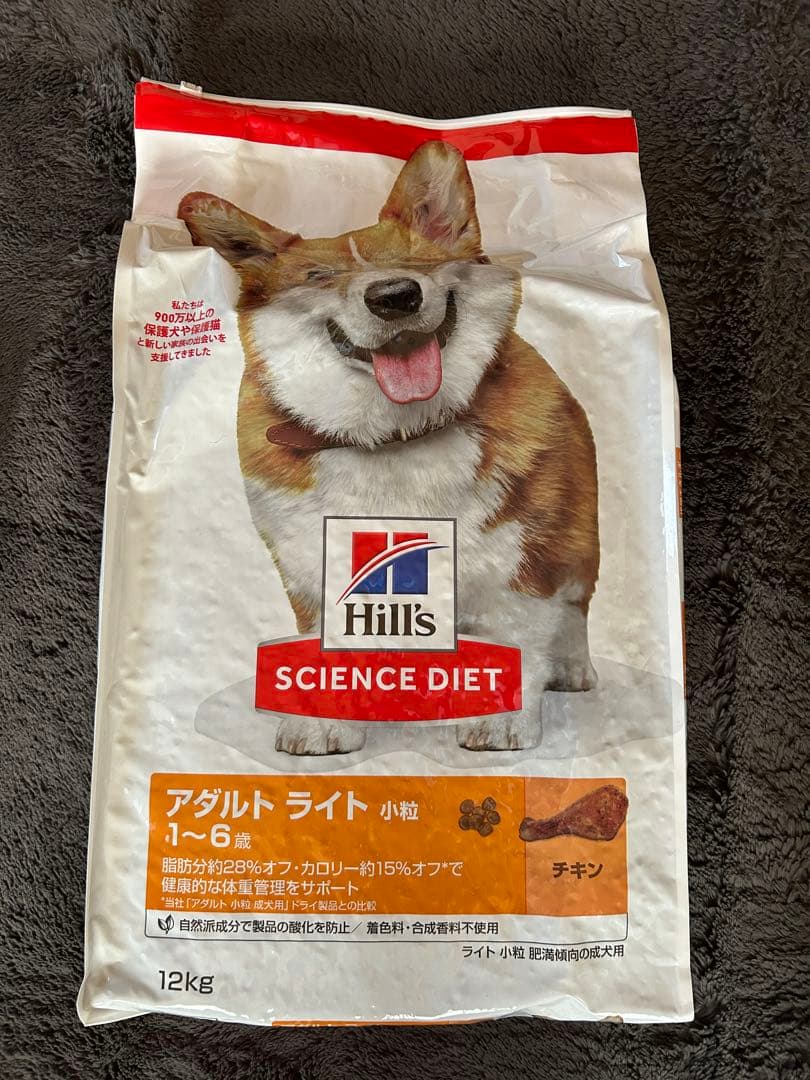 私たちは
900万以上の
保護犬や保護猫
と新しい家族の出会いを
支援してきました
Hill's
SCIENCE DIET
アダルト ライト 小粒
1〜6歳
脂肪分約28%オフ・カロリー約15%オフ*で
健康的な体重管理をサポート
*当社「アダルト 小粒 成犬用」ドライ製品との比較
チキン
自然派成分で製品の酸化を防止/着色料・合成香料不使用
ライト 小粒 肥満傾向の成犬用
12kg